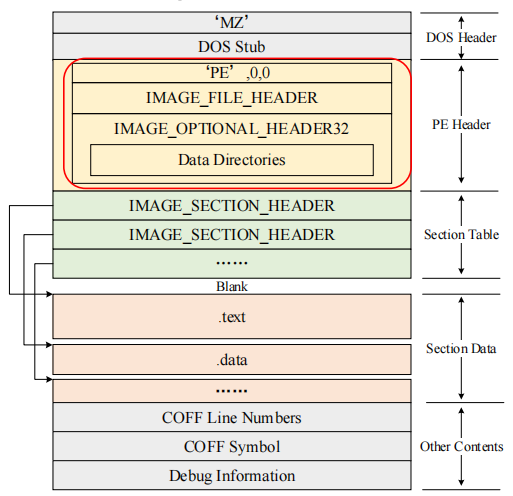 ‘MZ’
DOS Stub
DOS Header
‘PE’ ,0,0
IMAGE_FILE_HEADER
IMAGE_OPTIONAL_HEADER32
Data Directories
PE Header
IMAGE_SECTION_HEADER
IMAGE_SECTION_HEADER
……
Section Table
Blank
.text
.data
……
Section Data
COFF Line Numbers
COFF Symbol
Debug Information
Other Contents